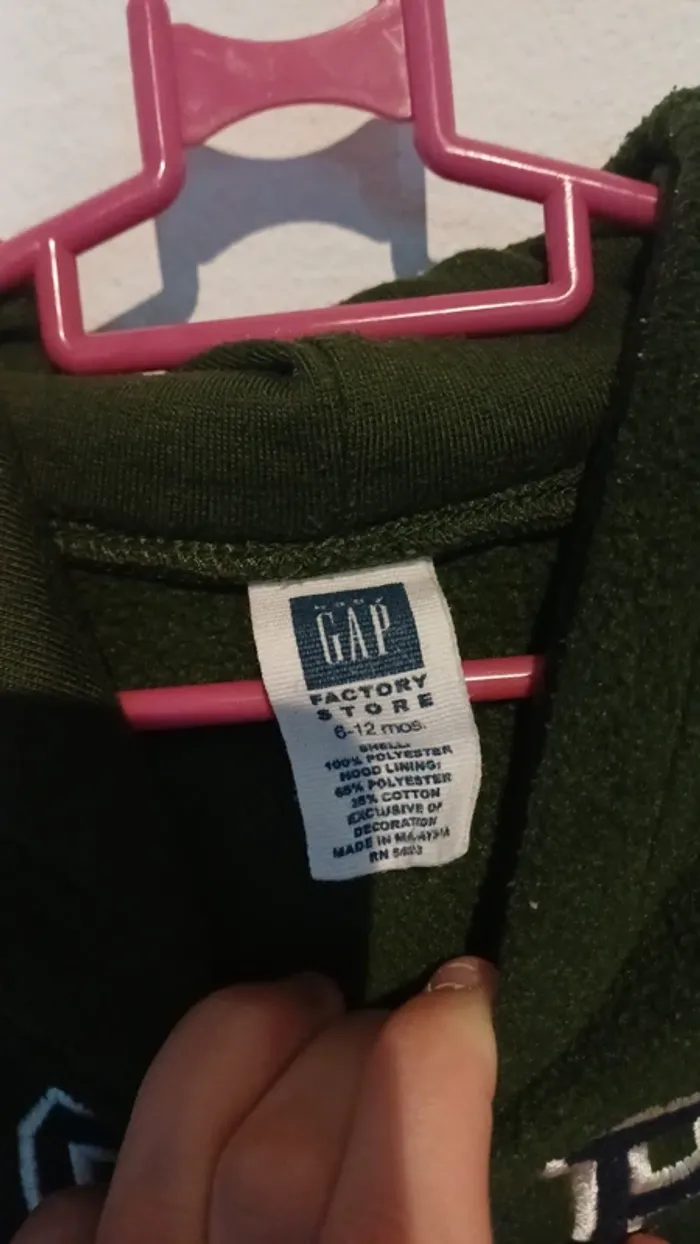 GAP
FACTORY
STORE
6-12 mos.
SHELL:
100% POLYESTER
HOOD LINING:
65% POLYESTER
35% COTTON
EXCLUSIVE OF
DECORATION
MADE IN MALAYSIA
RN